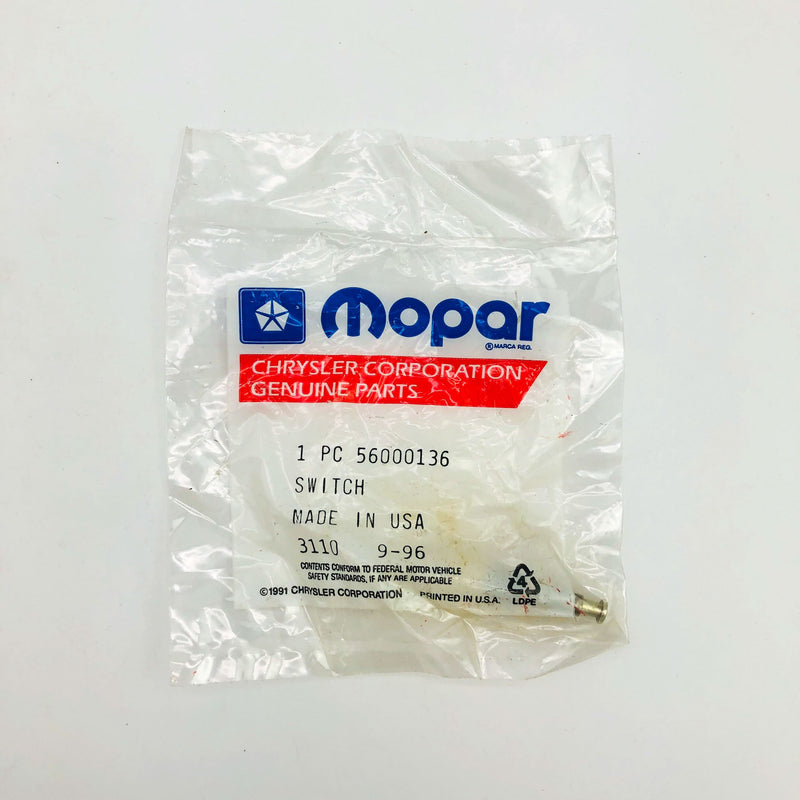 mopar
® MARCA REG.
CHRYSLER CORPORATION
GENUINE PARTS
1 PC 56000136
SWITCH
MADE IN USA
3110 9-96
CONTENTS CONFORM TO FEDERAL MOTOR VEHICLE
SAFETY STANDARDS, IF ANY ARE APPLICABLE
©1991 CHRYSLER CORPORATION PRINTED IN U.S.A.
4
LDPE